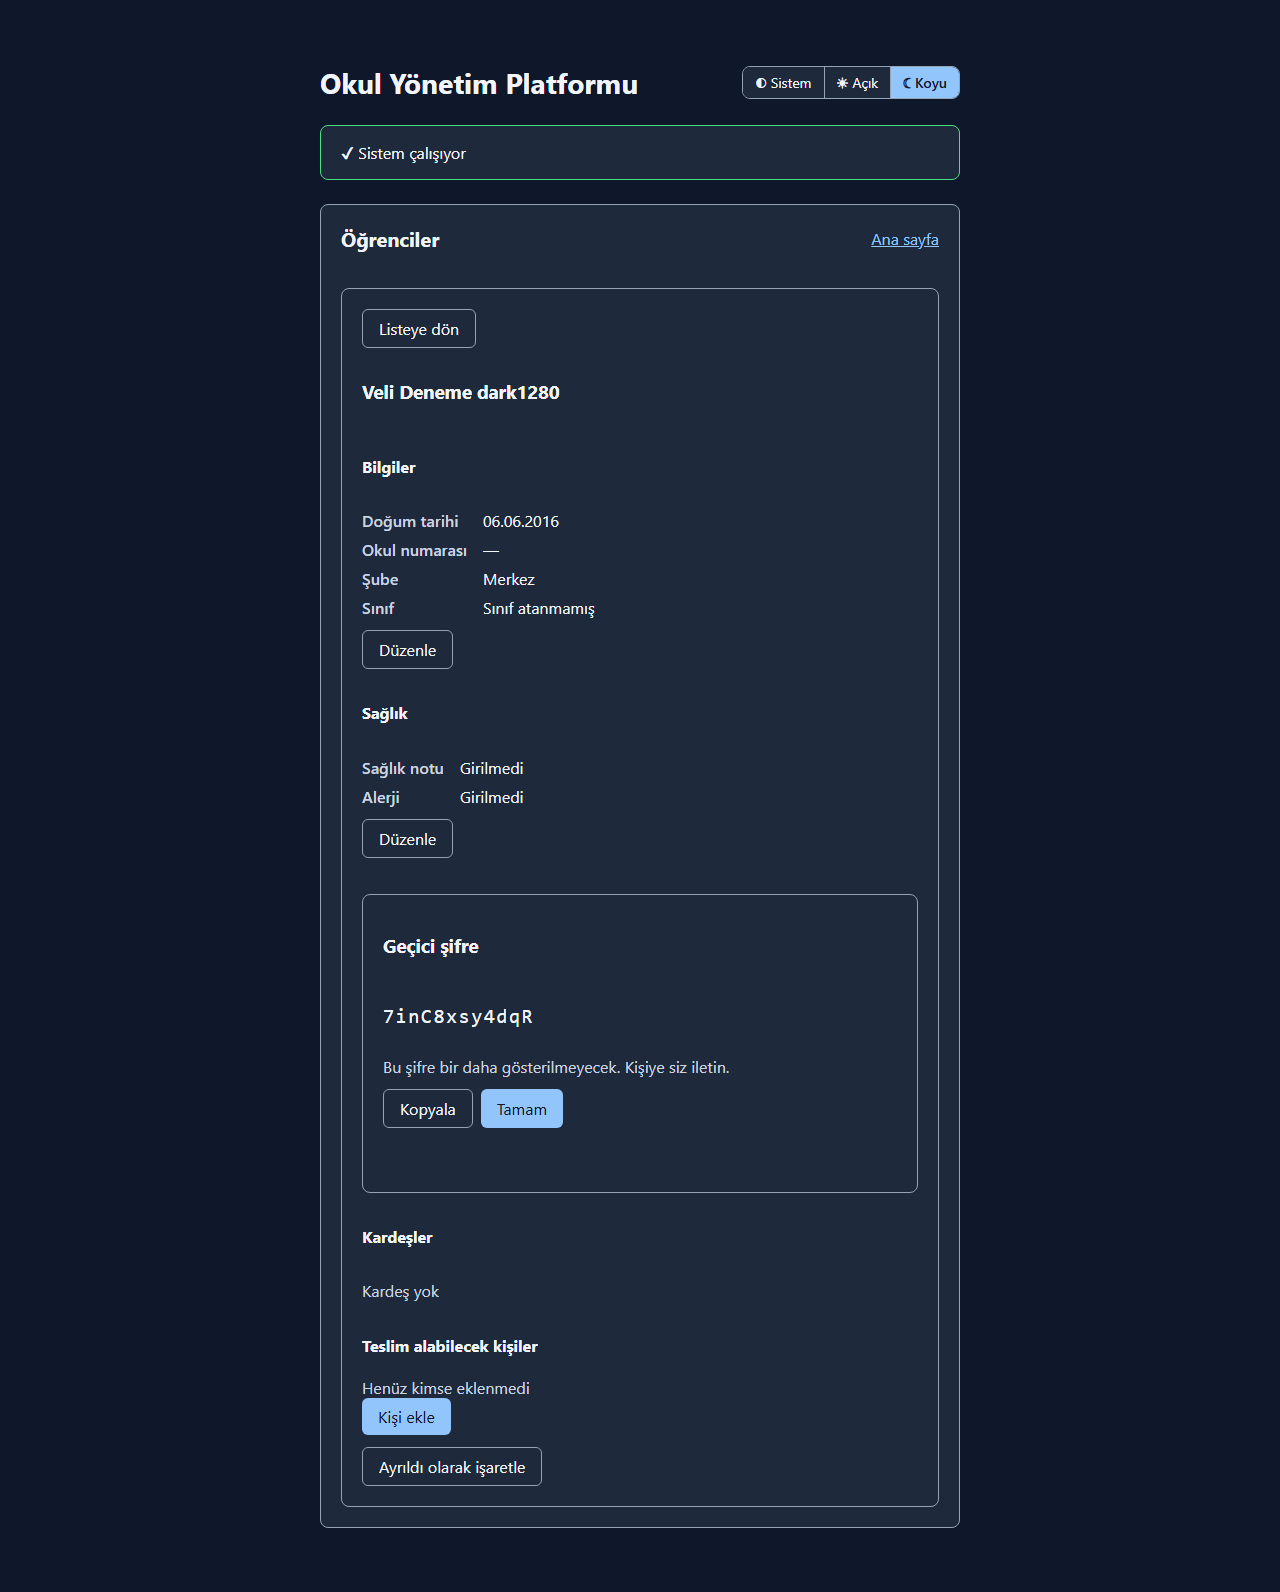 Okul Yönetim Platformu
Sistem
Açık
Koyu
✓ Sistem çalışıyor
Öğrenciler
Ana sayfa
Listeye dön
Veli Deneme dark1280
Bilgiler
Doğum tarihi 06.06.2016
Okul numarası —
Şube Merkez
Sınıf Sınıf atanmamış
Düzenle
Sağlık
Sağlık notu Girilmedi
Alerji Girilmedi
Düzenle
Geçici şifre
7inC8xsy4dqR
Bu şifre bir daha gösterilmeyecek. Kişiye siz iletin.
Kopyala
Tamam
Kardeşler
Kardeş yok
Teslim alabilecek kişiler
Henüz kimse eklenmedi
Kişi ekle
Ayrıldı olarak işaretle